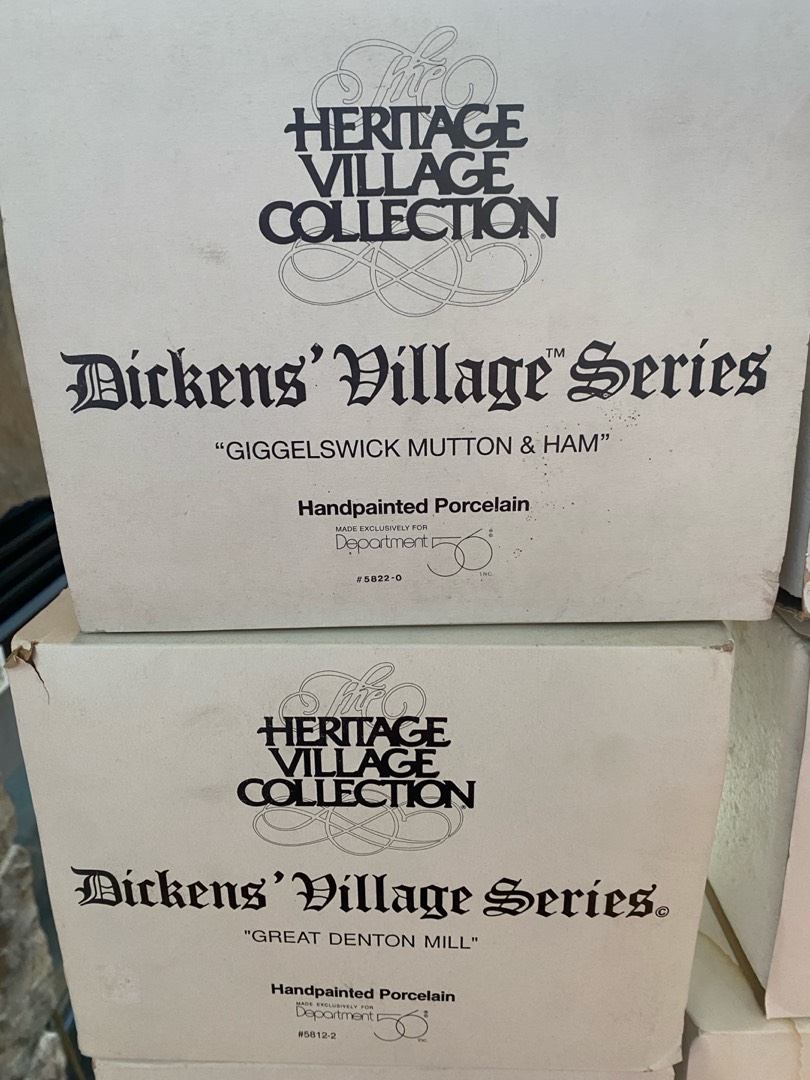 The
HERITAGE
VILLAGE
COLLECTION®
Dickens' Village™ Series
“GIGGELSWICK MUTTON & HAM”
Handpainted Porcelain
MADE EXCLUSIVELY FOR
Department 56®
INC.
#5822-0
The
HERITAGE
VILLAGE
COLLECTION®
Dickens' Village Series©
"GREAT DENTON MILL"
Handpainted Porcelain
MADE EXCLUSIVELY FOR
Department 56®
INC.
#5812-2